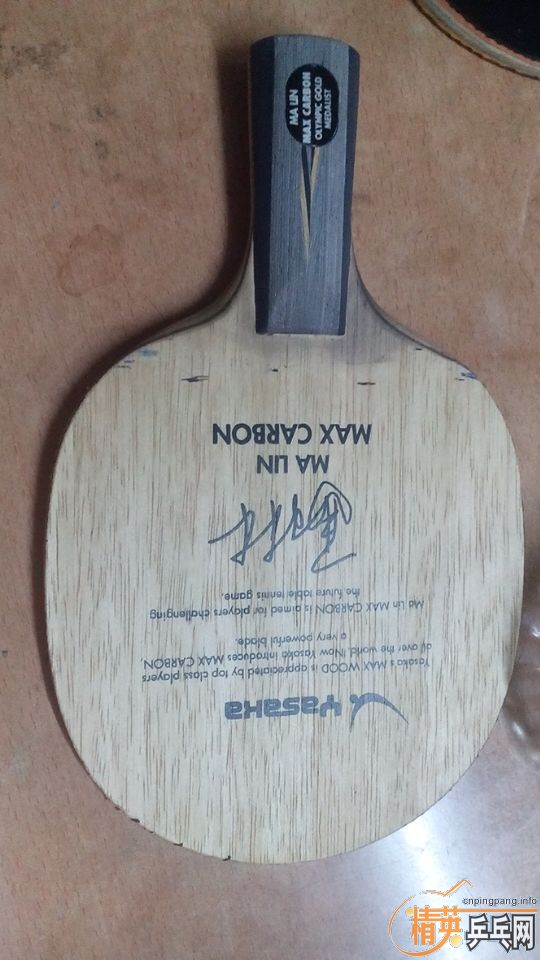 MA LIN
MAX CARBON
OLYMPIC GOLD
MEDALIST
Yasaka
Yasaka's MAX WOOD is appreciated by top class players
all over the world. Now Yasaka introduces MAX CARBON,
a very powerful blade.
Ma Lin MAX CARBON is aimed for players challenging
the future table tennis game.
马林
MA LIN
MAX CARBON
cnpingpang.info
精英乒乓网